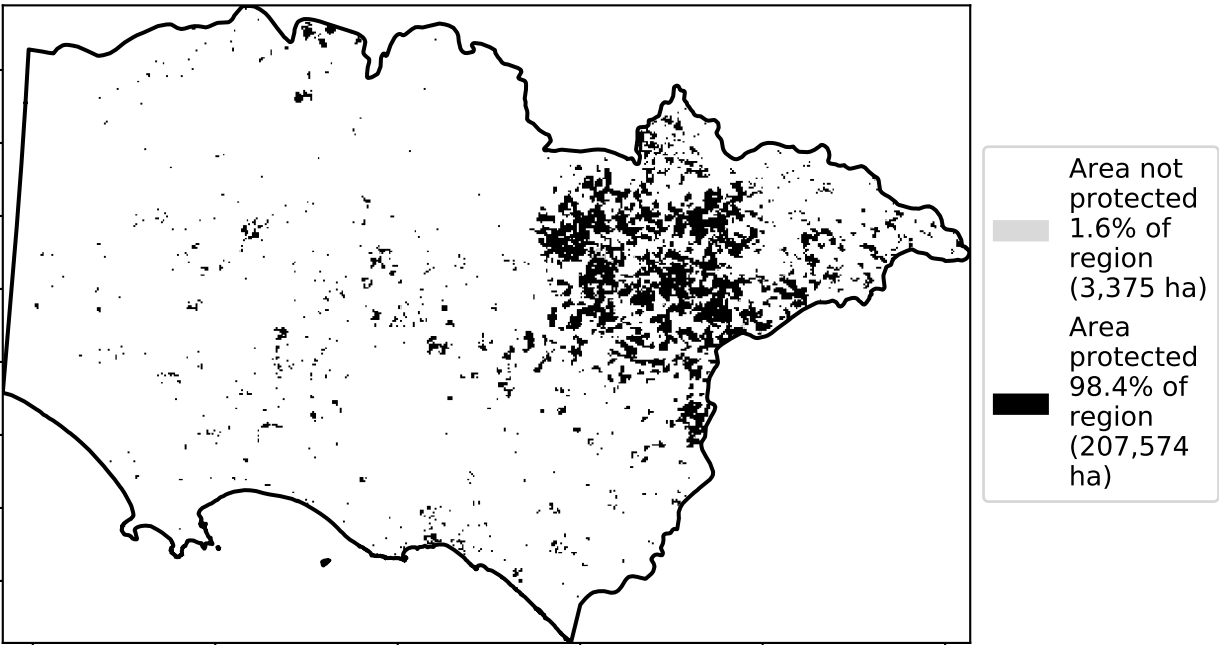 Area not
protected
1.6% of
region
(3,375 ha)
Area
protected
98.4% of
region
(207,574
ha)